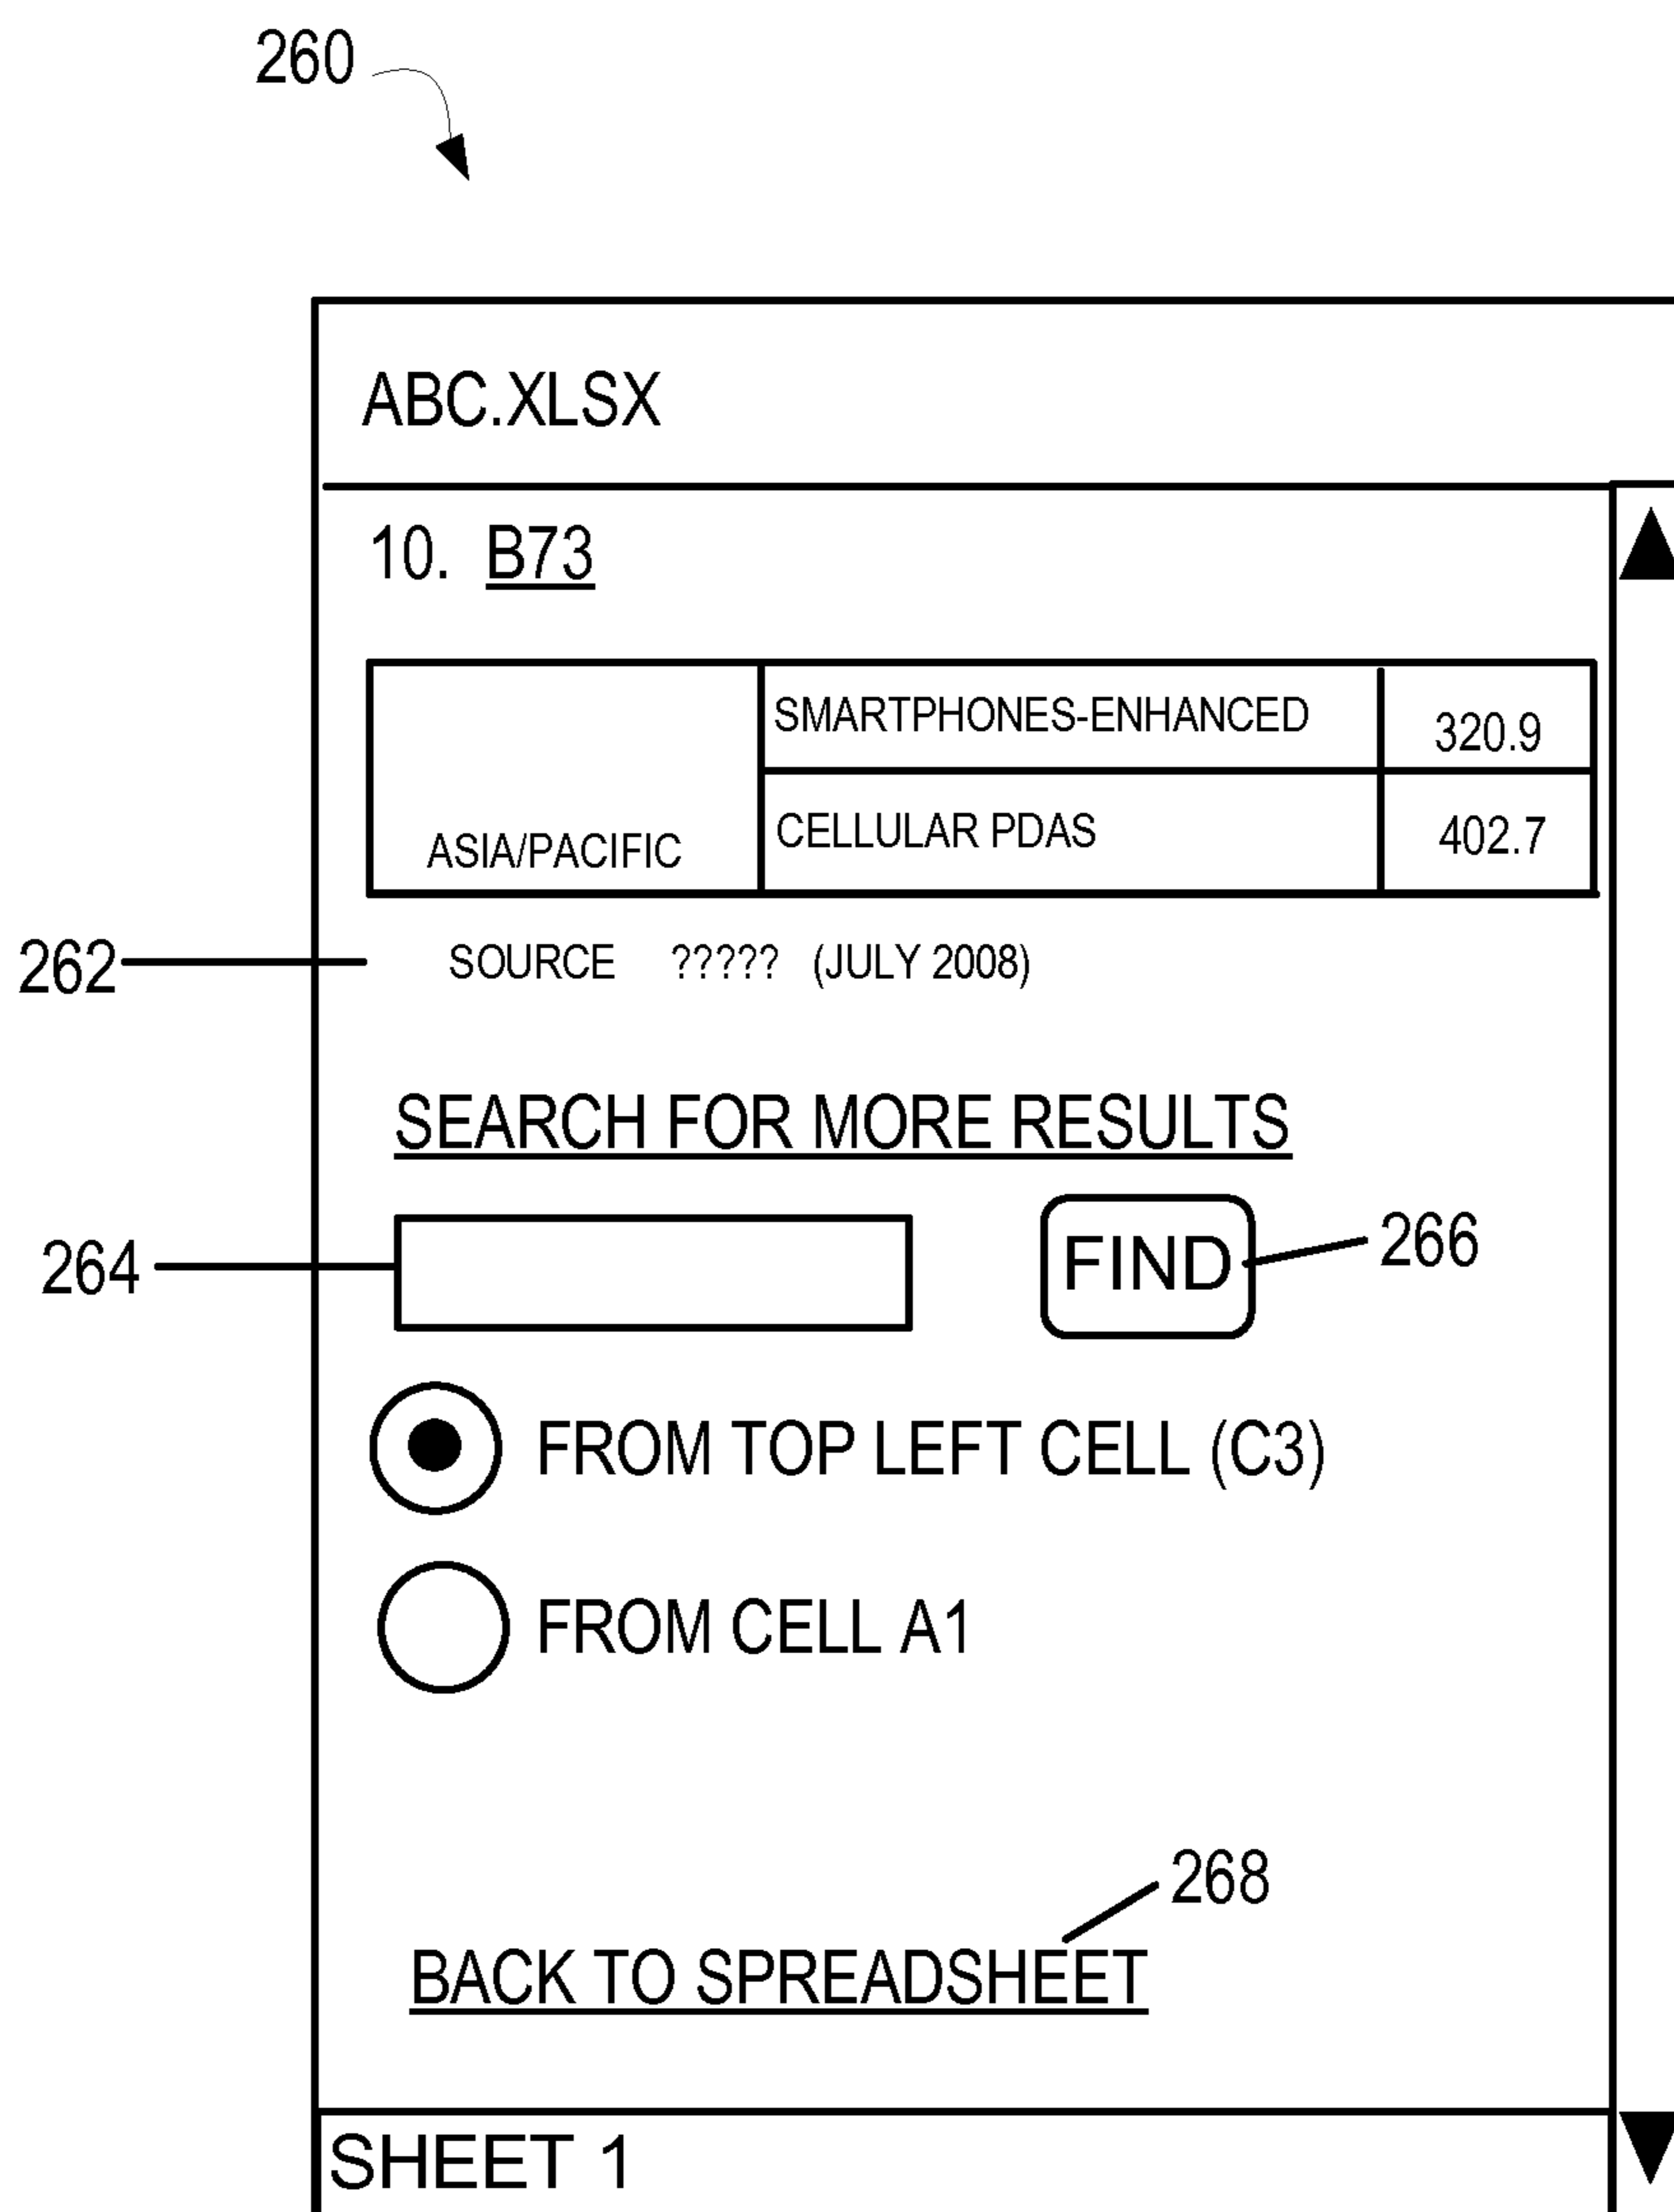 260
ABC.XLSX
10. B73
SMARTPHONES-ENHANCED 320.9
ASIA/PACIFIC CELLULAR PDAS 402.7
262 SOURCE ????? (JULY 2008)
SEARCH FOR MORE RESULTS
264 FIND 266
FROM TOP LEFT CELL (C3)
FROM CELL A1
268
BACK TO SPREADSHEET
SHEET 1